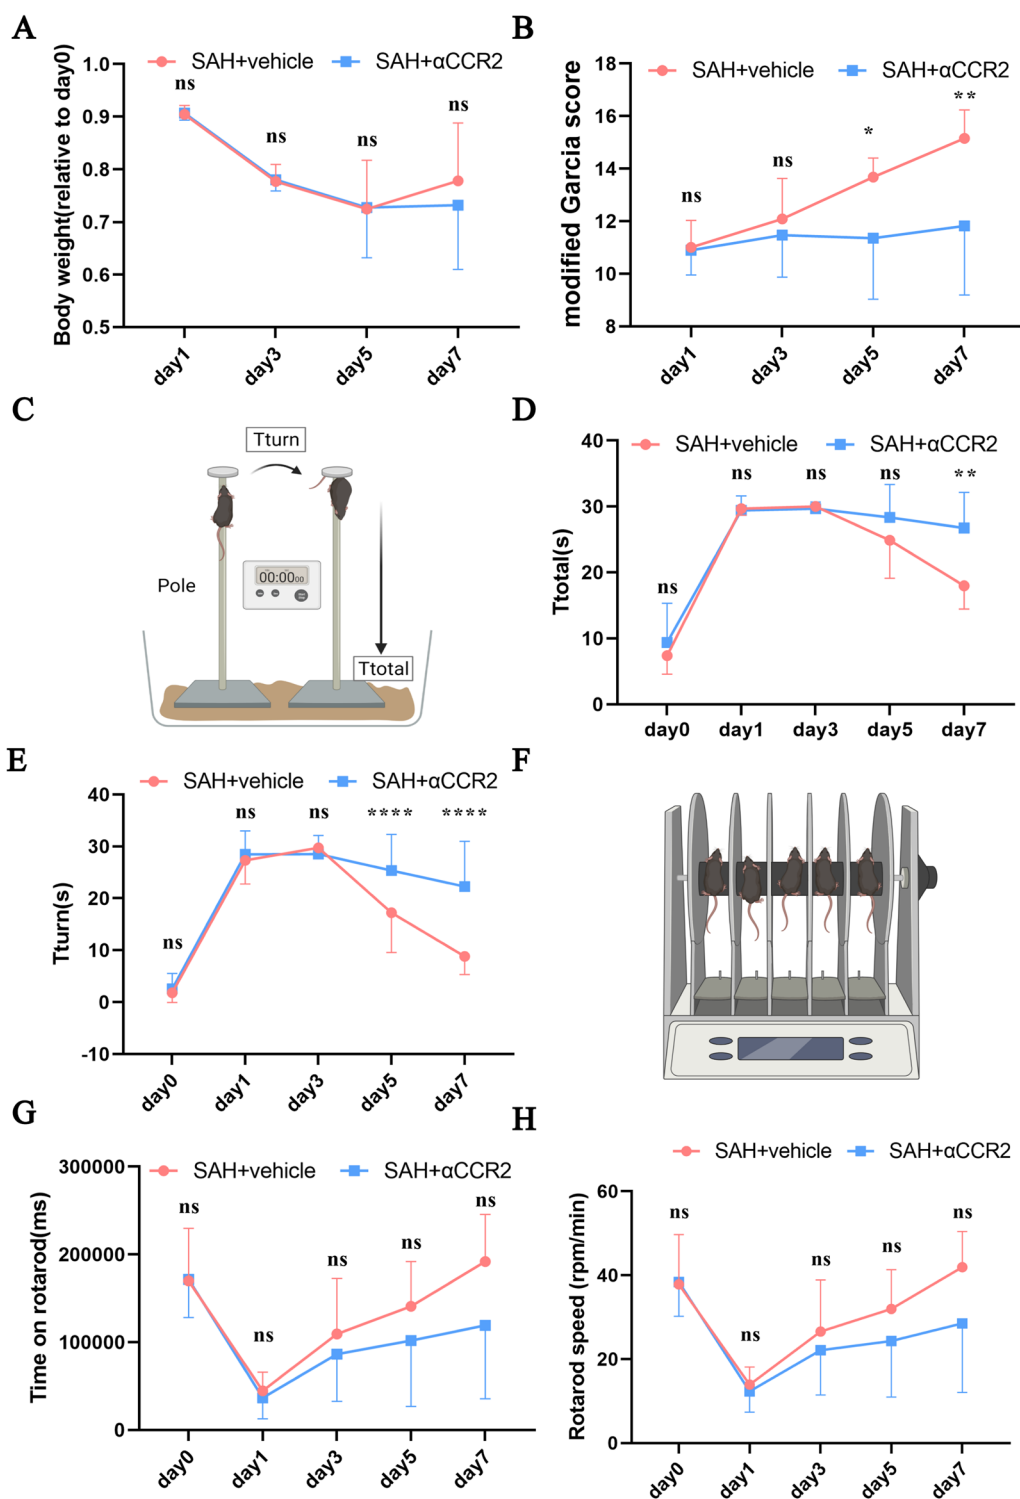 A
SAH+vehicle SAH+αCCR2
Body weight(relative to day0)
1.0
0.9
0.8
0.7
0.6
0.5
ns ns ns ns
day1 day3 day5 day7
B
SAH+vehicle SAH+αCCR2
modified Garcia score
18
16
14
12
10
8
ns ns * **
day1 day3 day5 day7
C
Tturn
Pole
00:00 00
Ttotal
D
SAH+vehicle SAH+αCCR2
Ttotal(s)
40
30
20
10
0
ns ns ns ns **
day0 day1 day3 day5 day7
E
SAH+vehicle SAH+αCCR2
Tturn(s)
40
30
20
10
0
-10
ns ns ns **** ****
day0 day1 day3 day5 day7
F
G
SAH+vehicle SAH+αCCR2
Time on rotarod(ms)
300000
200000
100000
0
ns ns ns ns ns
day0 day1 day3 day5 day7
H
SAH+vehicle SAH+αCCR2
Rotarod speed (rpm/min)
60
40
20
0
ns ns ns ns ns
day0 day1 day3 day5 day7